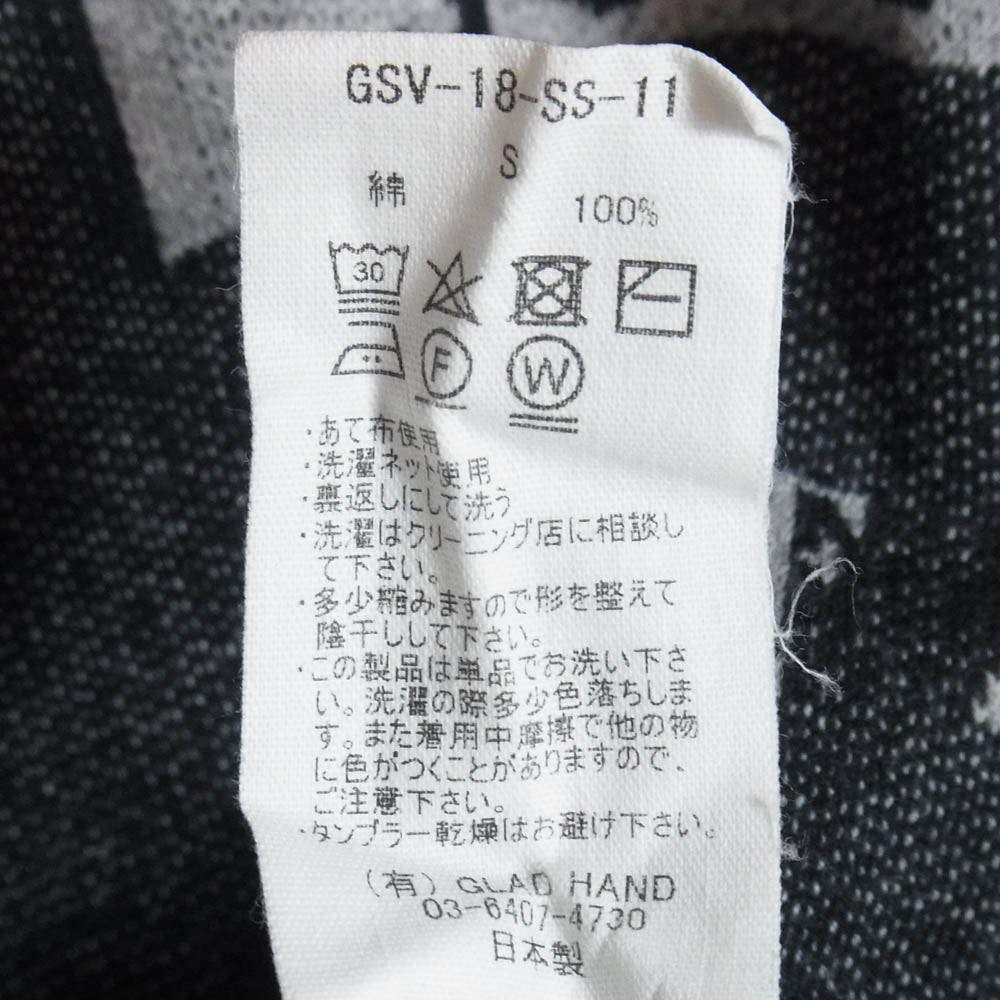 GSV-18-SS-11
S
綿 100%
30
F W
・あて布使用
・洗濯ネット使用
・裏返しにして洗う
・洗濯はクリーニング店に相談し
て下さい。
・多少縮みますので形を整えて
陰干しして下さい。
・この製品は単品でお洗い下さ
い。洗濯の際多少色落ちしま
す。また着用中摩擦で他の物
に色がつくことがありますので、
ご注意下さい。
・タンブラー乾燥はお避け下さい。
(有) GLAD HAND
03-6407-4730
日本製